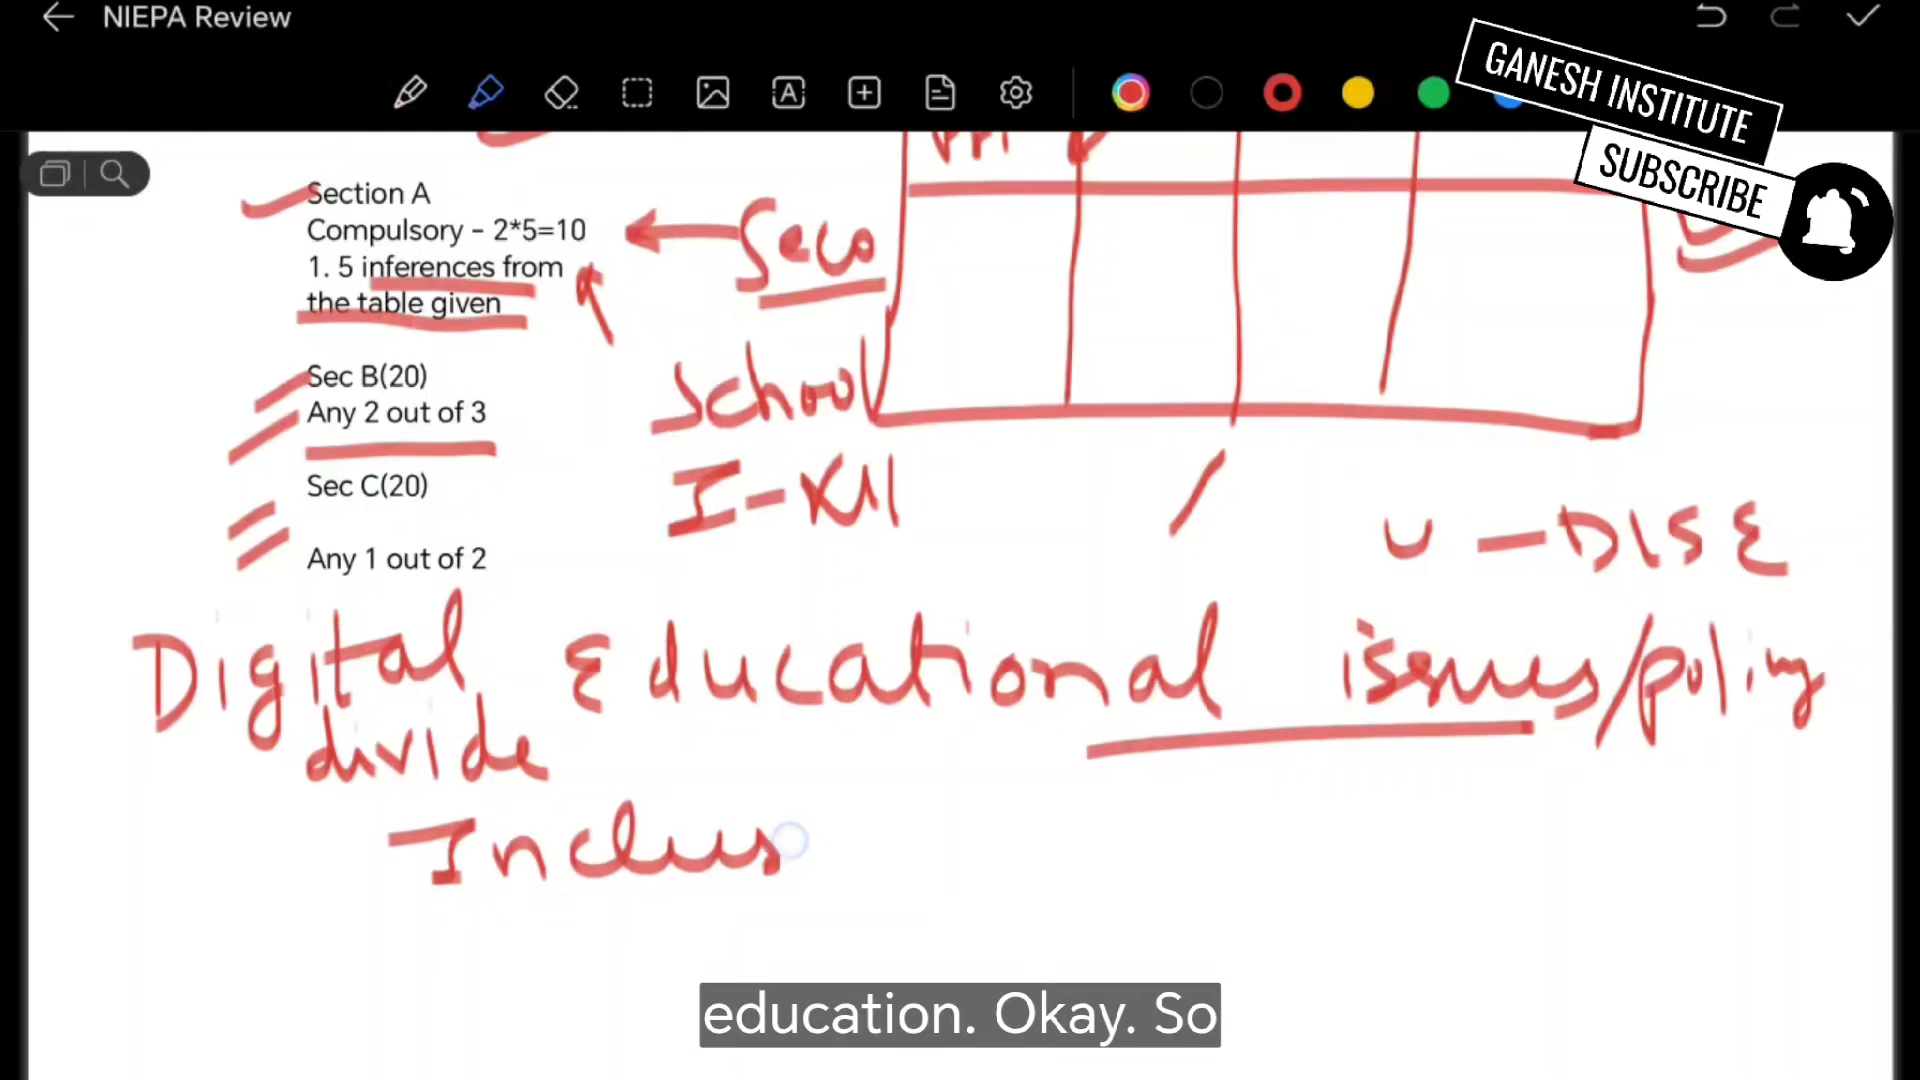 NIEPA Review
GANESH INSTITUTE
SUBSCRIBE
Section A
Compulsory - 2*5=10
1. 5 inferences from
the table given
Seco
Sec B(20)
Any 2 out of 3
School
I-XII
Sec C(20)
U-DISE
Any 1 out of 2
Digital Educational issues/policy
divide
Inclus
education. Okay. So